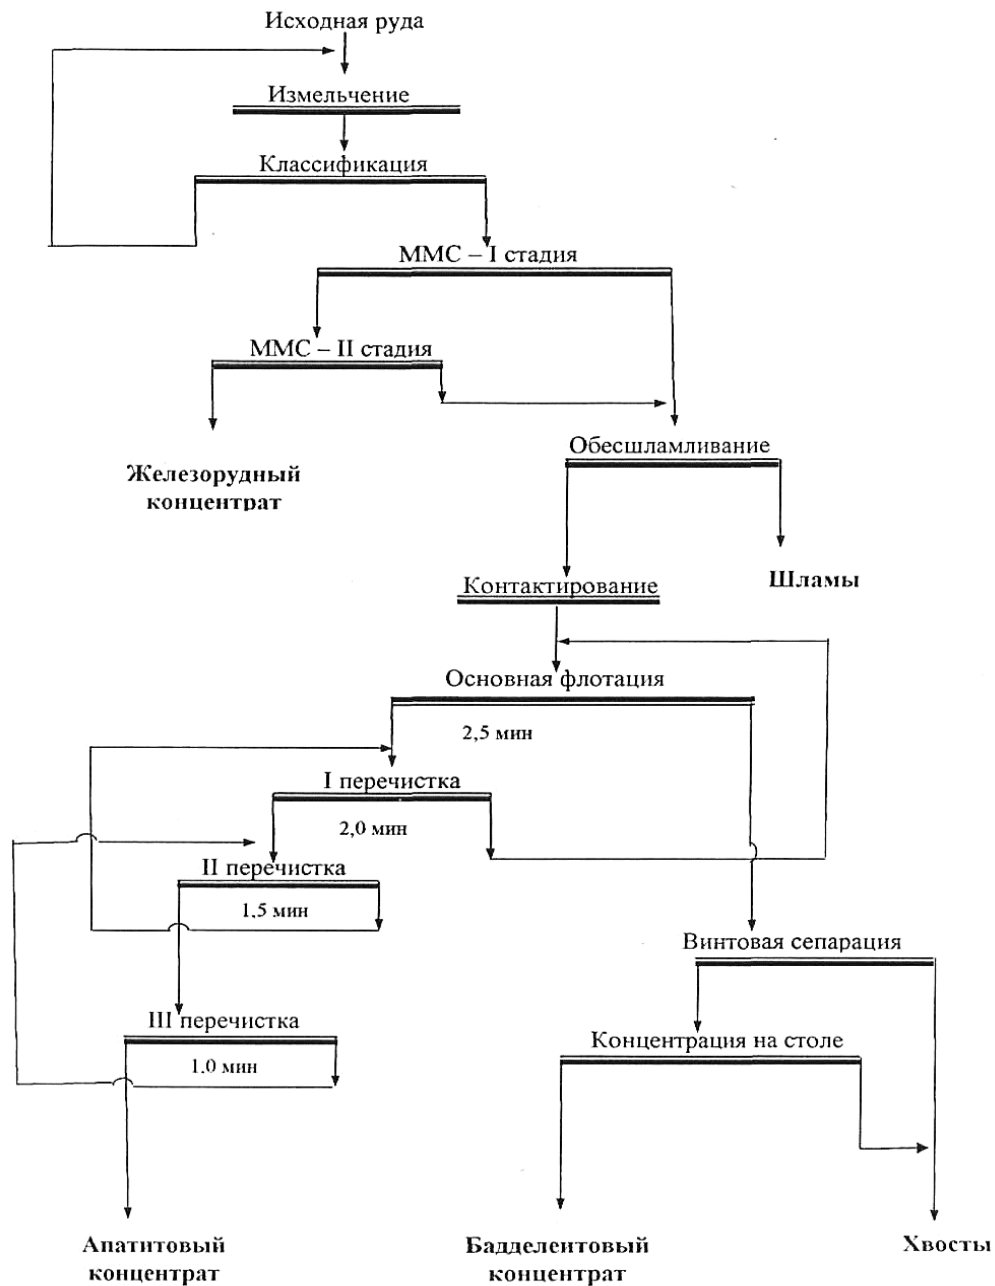 Исходная руда
Измельчение
Классификация
ММС – I стадия
ММС – II стадия
Обесшламливание
Железорудный
концентрат
Шламы
Контактирование
Основная флотация
2,5 мин
I перечистка
2,0 мин
II перечистка
1,5 мин
Винтовая сепарация
III перечистка
Концентрация на столе
1.0 мин
Апатитовый
концентрат
Бадделеитовый
концентрат
Хвосты